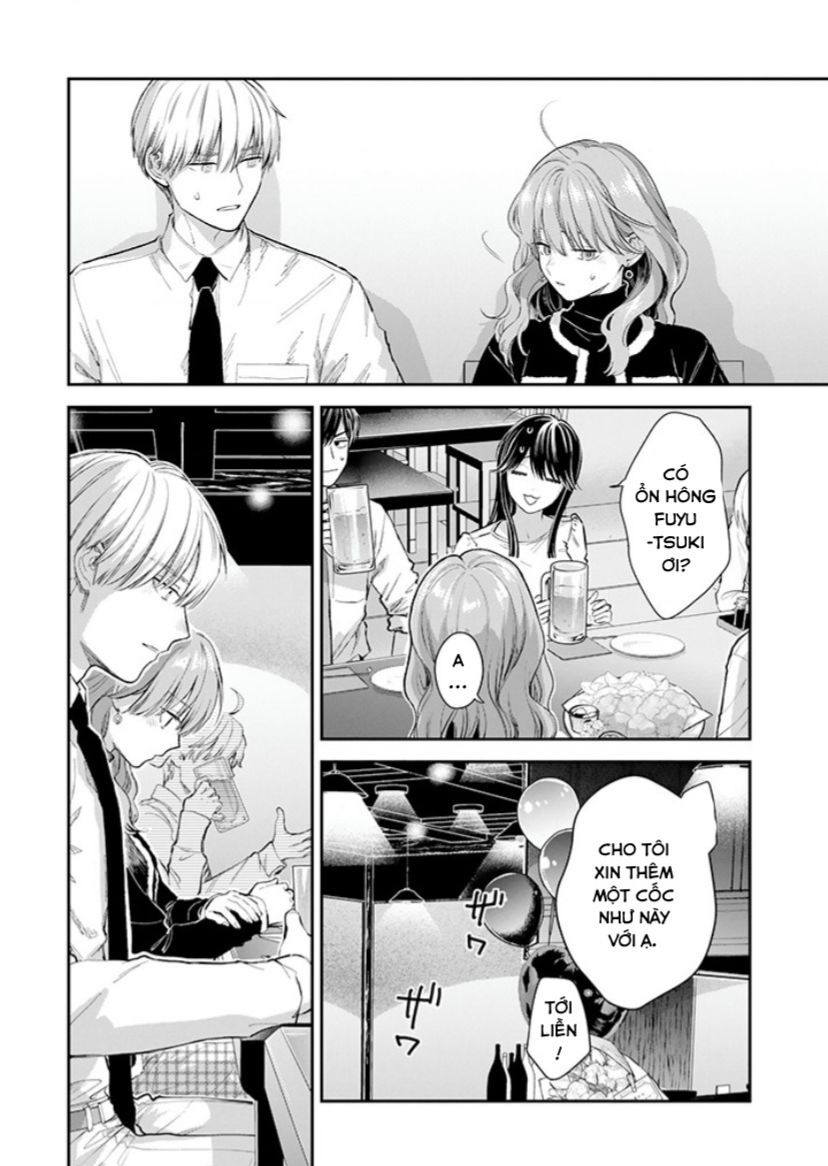 CÓ
ỔN HÔNG
FUYU
-TSUKI
ƠI?
A
...
CHO TÔI
XIN THÊM
MỘT CỐC
NHƯ NÀY
VỚI Ạ.
TỚI
LIỀN
!
ザワ
ザワ